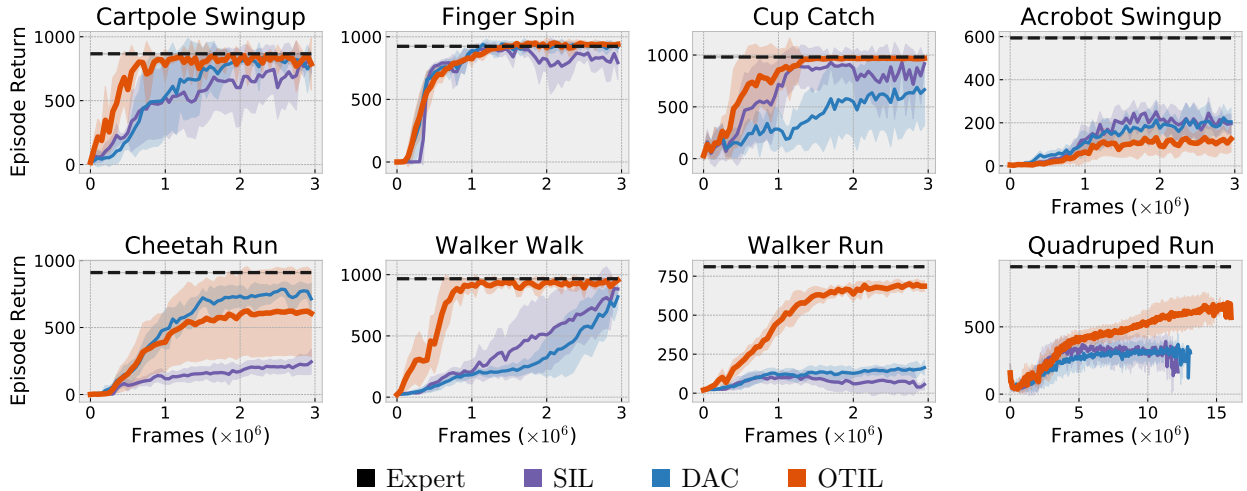 Cartpole Swingup
Finger Spin
Cup Catch
Acrobot Swingup
Episode Return
1000
500
0
0 1 2 3
1000
500
0
0 1 2 3
1000
500
0
0 1 2 3
600
400
200
0
0 1 2 3
Frames (×10⁶)
Cheetah Run
Walker Walk
Walker Run
Quadruped Run
Episode Return
1000
500
0
0 1 2 3
Frames (×10⁶)
1000
500
0
0 1 2 3
Frames (×10⁶)
750
500
250
0
0 1 2 3
Frames (×10⁶)
500
0
0 5 10 15
Frames (×10⁶)
Expert SIL DAC OTIL